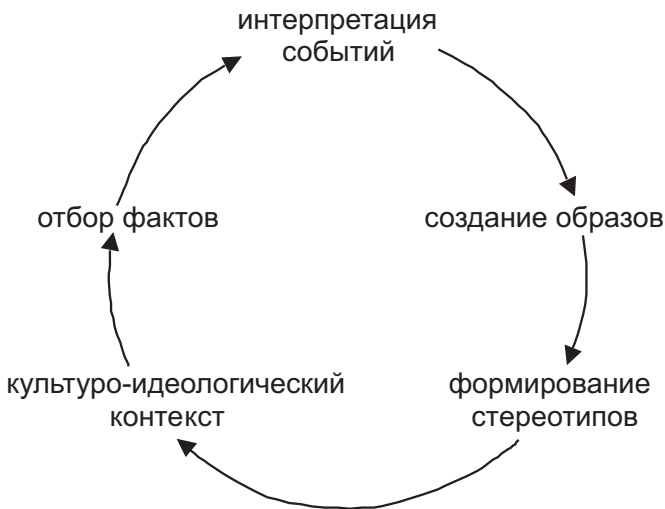 интерпретация
событий
отбор фактов
создание образов
культуро-идеологический
контекст
формирование
стереотипов